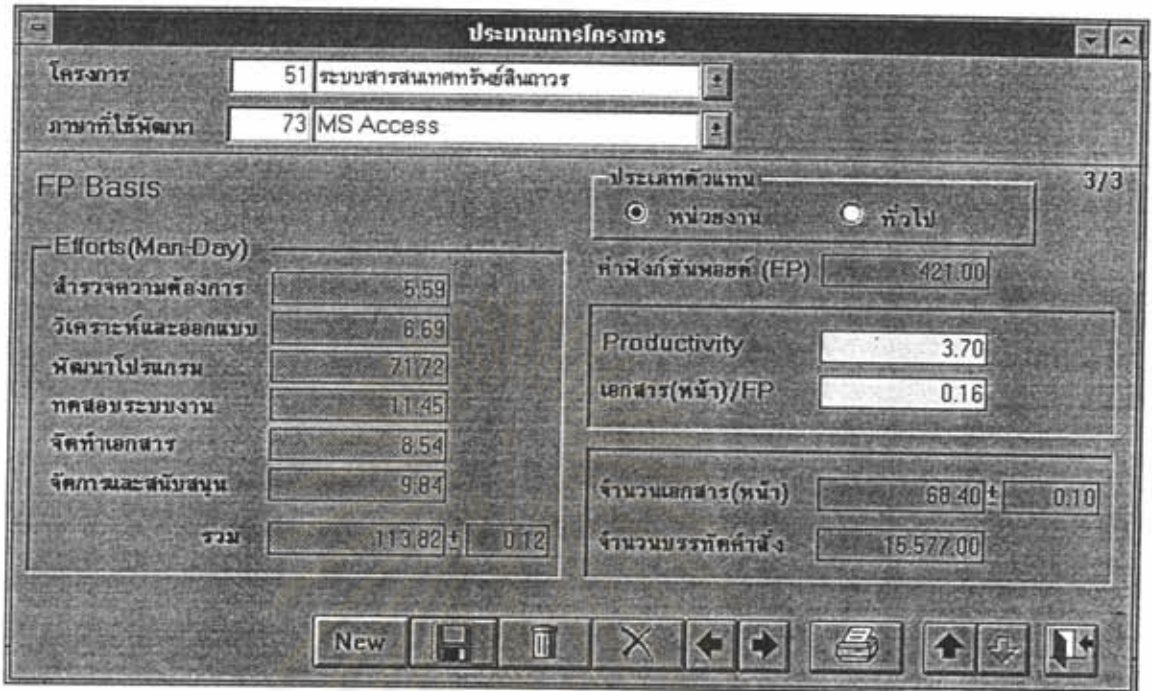 ประมาณการโครงการ
โครงการ 51 ระบบสารสนเทศทรัพย์สินถาวร
ภาษาที่ใช้พัฒนา 73 MS Access
FP Basis
ประเภทตัวแทน
3/3
หน่วยงาน ทั่วไป
Efforts(Man-Day)
ค่าฟังก์ชันพอยต์ (FP) 421.00
สำรวจความต้องการ 5.59
วิเคราะห์และออกแบบ 6.69
พัฒนาโปรแกรม 71.72
ทดสอบระบบงาน 11.45
จัดทำเอกสาร 8.54
จัดการและสนับสนุน 9.84
รวม 113.82 ± 0.12
Productivity 3.70
เอกสาร(หน้า)/FP 0.16
จำนวนเอกสาร(หน้า) 68.40 ± 0.10
จำนวนบรรทัดคำสั่ง 15,577.00
New